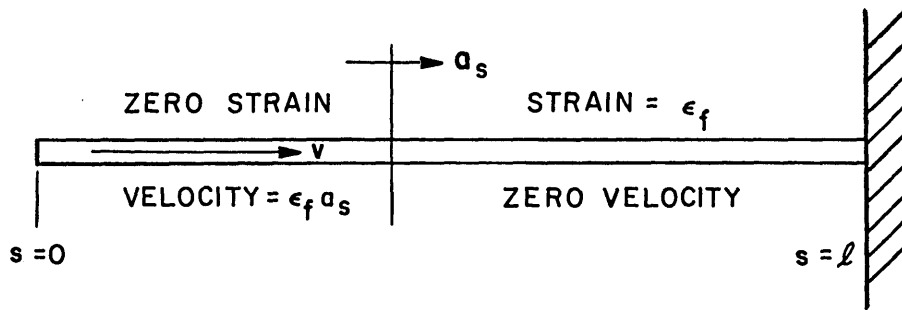 a_s
ZERO STRAIN
STRAIN = ϵ_f
v
VELOCITY = ϵ_f a_s
ZERO VELOCITY
s = 0
s = ℓ